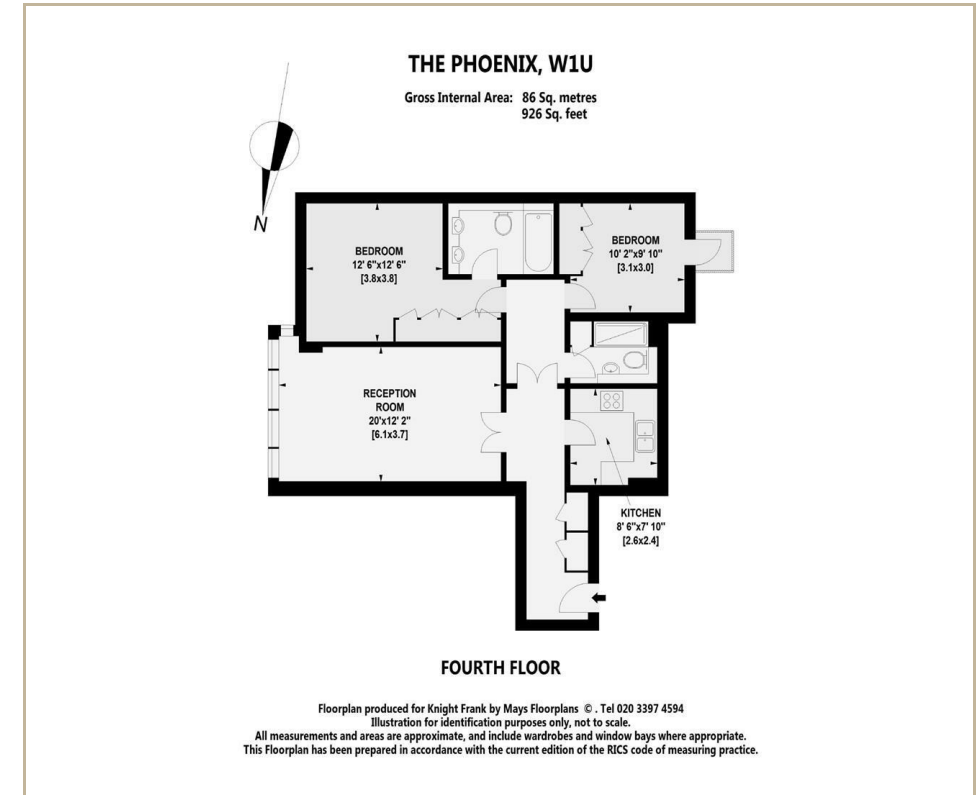 THE PHOENIX, W1U
Gross Internal Area: 86 Sq. metres
926 Sq. feet
N
BEDROOM
12' 6"x12' 6"
[3.8x3.8]
BEDROOM
10' 2"x9' 10"
[3.1x3.0]
RECEPTION
ROOM
20'x12' 2"
[6.1x3.7]
KITCHEN
8' 6"x7' 10"
[2.6x2.4]
FOURTH FLOOR
Floorplan produced for Knight Frank by Mays Floorplans © . Tel 020 3397 4594
Illustration for identification purposes only, not to scale.
All measurements and areas are approximate, and include wardrobes and window bays where appropriate.
This Floorplan has been prepared in accordance with the current edition of the RICS code of measuring practice.